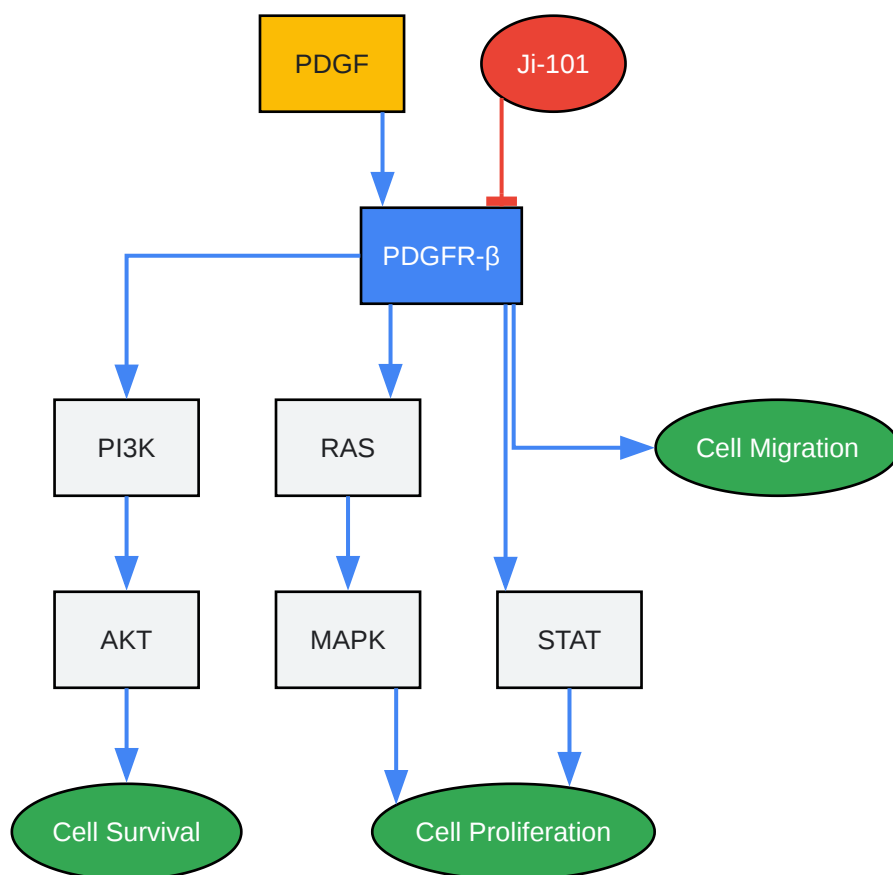 PDGF
Ji-101
PDGFR-β
PI3K
RAS
Cell Migration
AKT
MAPK
STAT
Cell Survival
Cell Proliferation